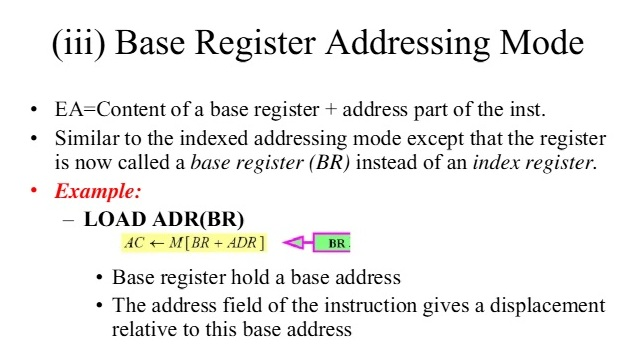 (iii) Base Register Addressing Mode
• EA=Content of a base register + address part of the inst.
• Similar to the indexed addressing mode except that the register
is now called a base register (BR) instead of an index register.
• Example:
– LOAD ADR(BR)
AC ← M[BR + ADR] BR
• Base register hold a base address
• The address field of the instruction gives a displacement
relative to this base address